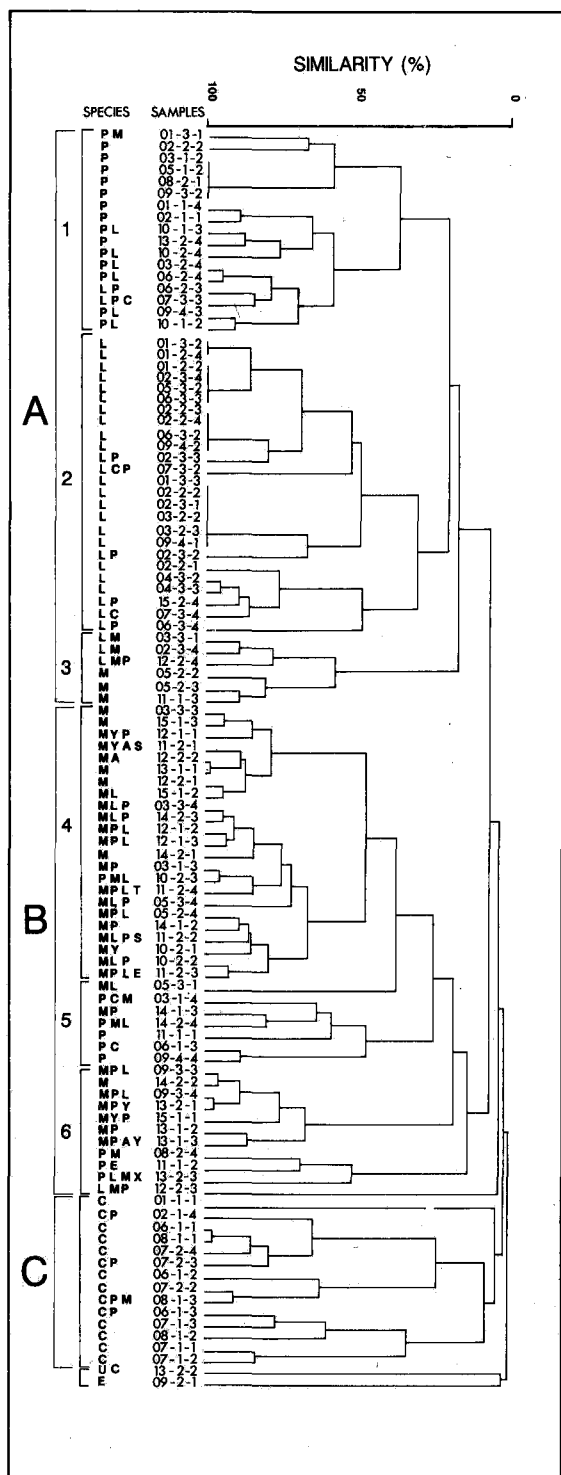 SIMILARITY (%)
100 50 0
SPECIES SAMPLES
A
1
P M 01-3-1
P 02-2-2
P 03-1-2
P 05-1-2
P 08-2-1
P 09-3-2
P 01-1-4
P 02-1-1
P L 10-1-3
P 13-2-4
P L 10-2-4
P L 03-2-4
P L 06-2-4
L P 06-2-3
L P C 07-3-3
P L 09-4-3
P L 10-1-2
2
L 01-3-2
L 01-2-4
L 01-2-2
L 02-3-4
L 05-3-2
L 06-3-3
L 02-2-3
L 02-2-4
L 06-3-2
L 09-4-2
L P 02-3-3
L C P 07-3-2
L 01-3-3
L 02-2-2
L 02-3-1
L 03-2-2
L 03-2-3
L 09-4-1
L P 02-3-2
L 02-2-1
L 04-3-2
L 04-3-3
L P 15-2-4
L C 07-3-4
L P 06-3-4
3
L M 03-3-1
L M 02-3-4
L M P 12-2-4
M 05-2-2
M 05-2-3
M 11-1-3
B
4
M 03-3-3
M 15-1-3
M Y P 12-1-1
M Y A S 11-2-1
M A 12-2-2
M 13-1-1
M 12-2-1
M L 15-1-2
M L P 03-3-4
M L P 14-2-3
M P L 12-1-2
M P L 12-1-3
M 14-2-1
M P 03-1-3
P M L 10-2-3
M P L T 11-2-4
M L P 05-3-4
M P L 05-2-4
M P 14-1-2
M L P S 11-2-2
M Y 10-2-1
M L P 10-2-2
M P L E 11-2-3
5
M L 05-3-1
P C M 03-1-4
M P 14-1-3
P M L 14-2-4
P 11-1-1
P C 06-1-3
P 09-4-4
6
M P L 09-3-3
M 14-2-2
M P L 09-3-4
M P Y 13-2-1
M Y P 15-1-1
M P 13-1-2
M P A Y 13-1-3
P M 08-2-4
P E 11-1-2
P L M X 13-2-3
L M P 12-2-3
C
C 01-1-1
C P 02-1-4
C 06-1-1
C 08-1-1
C 07-2-4
C P 07-2-3
C 06-1-2
C 07-2-2
C P M 08-1-3
C P 06-1-3
C 07-1-3
C 08-1-2
C 07-1-1
C 07-1-2
U C 13-2-2
E 09-2-1